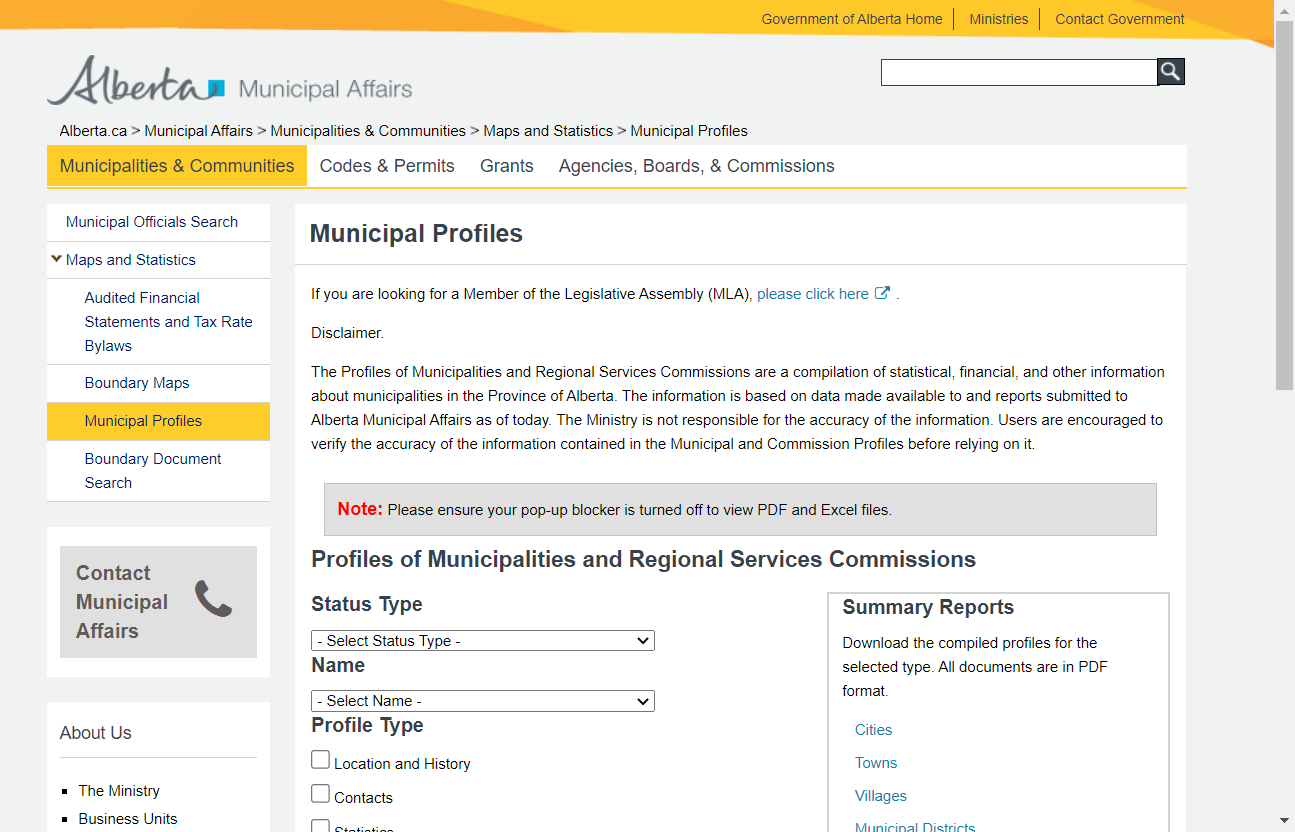 Government of Alberta Home
Ministries
Contact Government
Alberta Municipal Affairs
Alberta.ca > Municipal Affairs > Municipalities & Communities > Maps and Statistics > Municipal Profiles
Municipalities & Communities
Codes & Permits
Grants
Agencies, Boards, & Commissions
Municipal Officials Search
Maps and Statistics
Audited Financial
Statements and Tax Rate
Bylaws
Boundary Maps
Municipal Profiles
Boundary Document
Search
Contact
Municipal
Affairs
About Us
The Ministry
Business Units
Municipal Profiles
If you are looking for a Member of the Legislative Assembly (MLA), please click here .
Disclaimer.
The Profiles of Municipalities and Regional Services Commissions are a compilation of statistical, financial, and other information
about municipalities in the Province of Alberta. The information is based on data made available to and reports submitted to
Alberta Municipal Affairs as of today. The Ministry is not responsible for the accuracy of the information. Users are encouraged to
verify the accuracy of the information contained in the Municipal and Commission Profiles before relying on it.
Note: Please ensure your pop-up blocker is turned off to view PDF and Excel files.
Profiles of Municipalities and Regional Services Commissions
Status Type
- Select Status Type -
Name
- Select Name -
Profile Type
Location and History
Contacts
Statistics
Summary Reports
Download the compiled profiles for the
selected type. All documents are in PDF
format.
Cities
Towns
Villages
Municipal Districts